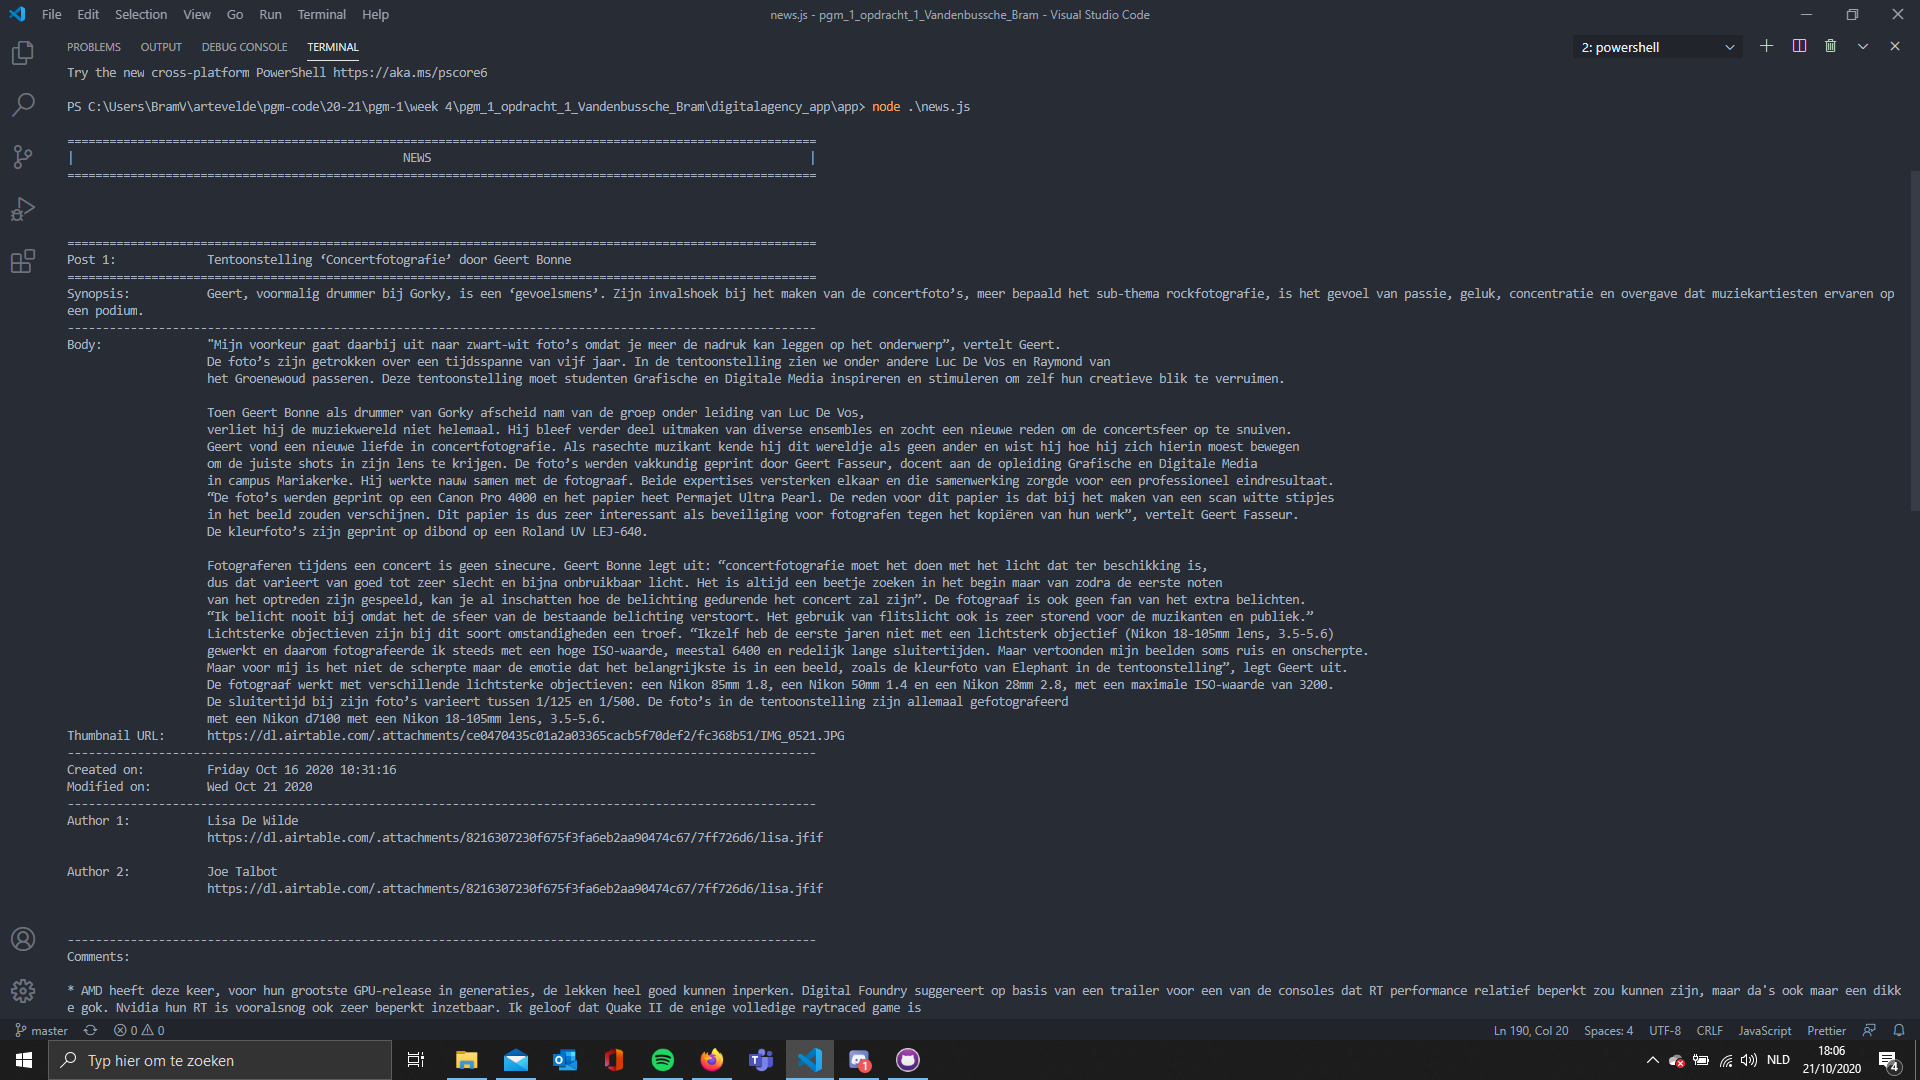 File Edit Selection View Go Run Terminal Help
news.js - pgm_1_opdracht_1_Vandenbussche_Bram - Visual Studio Code
PROBLEMS OUTPUT DEBUG CONSOLE TERMINAL
2: powershell
Try the new cross-platform PowerShell https://aka.ms/pscore6
PS C:\Users\BramV\artevelde\pgm-code\20-21\pgm-1\week 4\pgm_1_opdracht_1_Vandenbussche_Bram\digitalagency_app\app> node .\news.js
===========================================================================================================
| NEWS |
===========================================================================================================
===========================================================================================================
Post 1: Tentoonstelling ‘Concertfotografie’ door Geert Bonne
===========================================================================================================
Synopsis: Geert, voormalig drummer bij Gorky, is een ‘gevoelsmens’. Zijn invalshoek bij het maken van de concertfoto’s, meer bepaald het sub-thema rockfotografie, is het gevoel van passie, geluk, concentratie en overgave dat muziekartiesten ervaren op
een podium.
-----------------------------------------------------------------------------------------------------------
Body: "Mijn voorkeur gaat daarbij uit naar zwart-wit foto’s omdat je meer de nadruk kan leggen op het onderwerp”, vertelt Geert.
De foto’s zijn getrokken over een tijdsspanne van vijf jaar. In de tentoonstelling zien we onder andere Luc De Vos en Raymond van
het Groenewoud passeren. Deze tentoonstelling moet studenten Grafische en Digitale Media inspireren en stimuleren om zelf hun creatieve blik te verruimen.
Toen Geert Bonne als drummer van Gorky afscheid nam van de groep onder leiding van Luc De Vos,
verliet hij de muziekwereld niet helemaal. Hij bleef verder deel uitmaken van diverse ensembles en zocht een nieuwe reden om de concertsfeer op te snuiven.
Geert vond een nieuwe liefde in concertfotografie. Als rasechte muzikant kende hij dit wereldje als geen ander en wist hij hoe hij zich hierin moest bewegen
om de juiste shots in zijn lens te krijgen. De foto’s werden vakkundig geprint door Geert Fasseur, docent aan de opleiding Grafische en Digitale Media
in campus Mariakerke. Hij werkte nauw samen met de fotograaf. Beide expertises versterken elkaar en die samenwerking zorgde voor een professioneel eindresultaat.
“De foto’s werden geprint op een Canon Pro 4000 en het papier heet Permajet Ultra Pearl. De reden voor dit papier is dat bij het maken van een scan witte stipjes
in het beeld zouden verschijnen. Dit papier is dus zeer interessant als beveiliging voor fotografen tegen het kopiëren van hun werk”, vertelt Geert Fasseur.
De kleurfoto’s zijn geprint op dibond op een Roland UV LEJ-640.
Fotograferen tijdens een concert is geen sinecure. Geert Bonne legt uit: “concertfotografie moet het doen met het licht dat ter beschikking is,
dus dat varieert van goed tot zeer slecht en bijna onbruikbaar licht. Het is altijd een beetje zoeken in het begin maar van zodra de eerste noten
van het optreden zijn gespeeld, kan je al inschatten hoe de belichting gedurende het concert zal zijn”. De fotograaf is ook geen fan van het extra belichten.
“Ik belicht nooit bij omdat het de sfeer van de bestaande belichting verstoort. Het gebruik van flitslicht ook is zeer storend voor de muzikanten en publiek.”
Lichtsterke objectieven zijn bij dit soort omstandigheden een troef. “Ikzelf heb de eerste jaren niet met een lichtsterk objectief (Nikon 18-105mm lens, 3.5-5.6)
gewerkt en daarom fotografeerde ik steeds met een hoge ISO-waarde, meestal 6400 en redelijk lange sluitertijden. Maar vertoonden mijn beelden soms ruis en onscherpte.
Maar voor mij is het niet de scherpte maar de emotie dat het belangrijkste is in een beeld, zoals de kleurfoto van Elephant in de tentoonstelling”, legt Geert uit.
De fotograaf werkt met verschillende lichtsterke objectieven: een Nikon 85mm 1.8, een Nikon 50mm 1.4 en een Nikon 28mm 2.8, met een maximale ISO-waarde van 3200.
De sluitertijd bij zijn foto’s varieert tussen 1/125 en 1/500. De foto’s in de tentoonstelling zijn allemaal gefotografeerd
met een Nikon d7100 met een Nikon 18-105mm lens, 3.5-5.6.
Thumbnail URL: https://dl.airtable.com/.attachments/ce0470435c01a2a03365cacb5f70def2/fc368b51/IMG_0521.JPG
-----------------------------------------------------------------------------------------------------------
Created on: Friday Oct 16 2020 10:31:16
Modified on: Wed Oct 21 2020
-----------------------------------------------------------------------------------------------------------
Author 1: Lisa De Wilde
https://dl.airtable.com/.attachments/8216307230f675f3fa6eb2aa90474c67/7ff726d6/lisa.jfif
Author 2: Joe Talbot
https://dl.airtable.com/.attachments/8216307230f675f3fa6eb2aa90474c67/7ff726d6/lisa.jfif
-----------------------------------------------------------------------------------------------------------
Comments:
* AMD heeft deze keer, voor hun grootste GPU-release in generaties, de lekken heel goed kunnen inperken. Digital Foundry suggereert op basis van een trailer voor een van de consoles dat RT performance relatief beperkt zou kunnen zijn, maar da's ook maar een dikk
e gok. Nvidia hun RT is vooralsnog ook zeer beperkt inzetbaar. Ik geloof dat Quake II de enige volledige raytraced game is
master 0 0 Ln 190, Col 20 Spaces: 4 UTF-8 CRLF JavaScript Prettier
Typ hier om te zoeken
1
NLD
18:06
21/10/2020
4